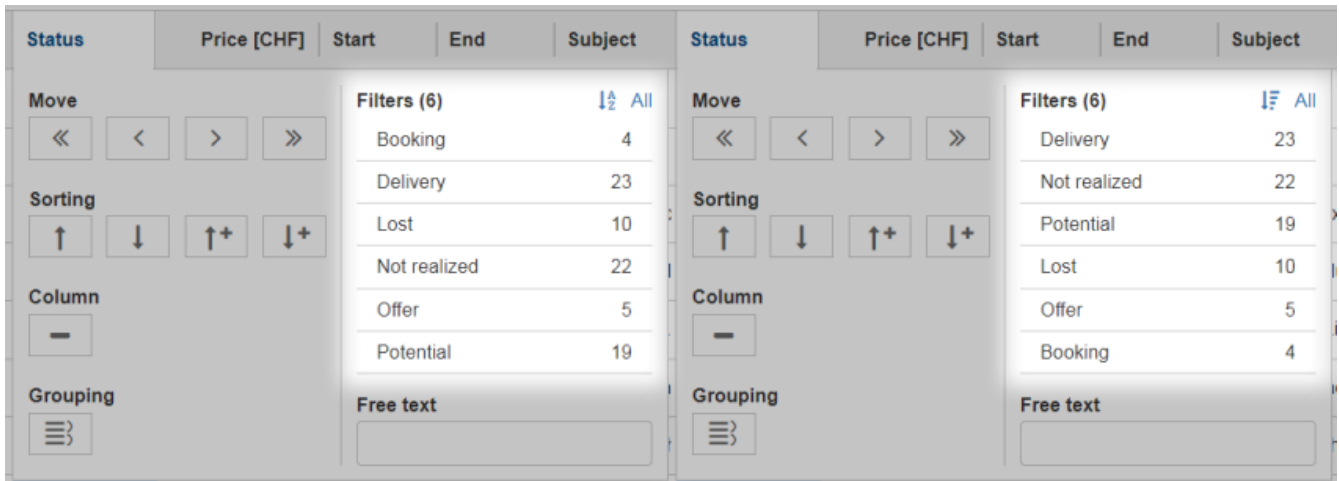 Status Price [CHF] Start End Subject
Move
Filters (6) All
Booking 4
Delivery 23
Sorting
Lost 10
Not realized 22
Column
Offer 5
Potential 19
Grouping
Free text
Status Price [CHF] Start End Subject
Move
Filters (6) All
Delivery 23
Not realized 22
Sorting
Potential 19
Lost 10
Column
Offer 5
Booking 4
Grouping
Free text